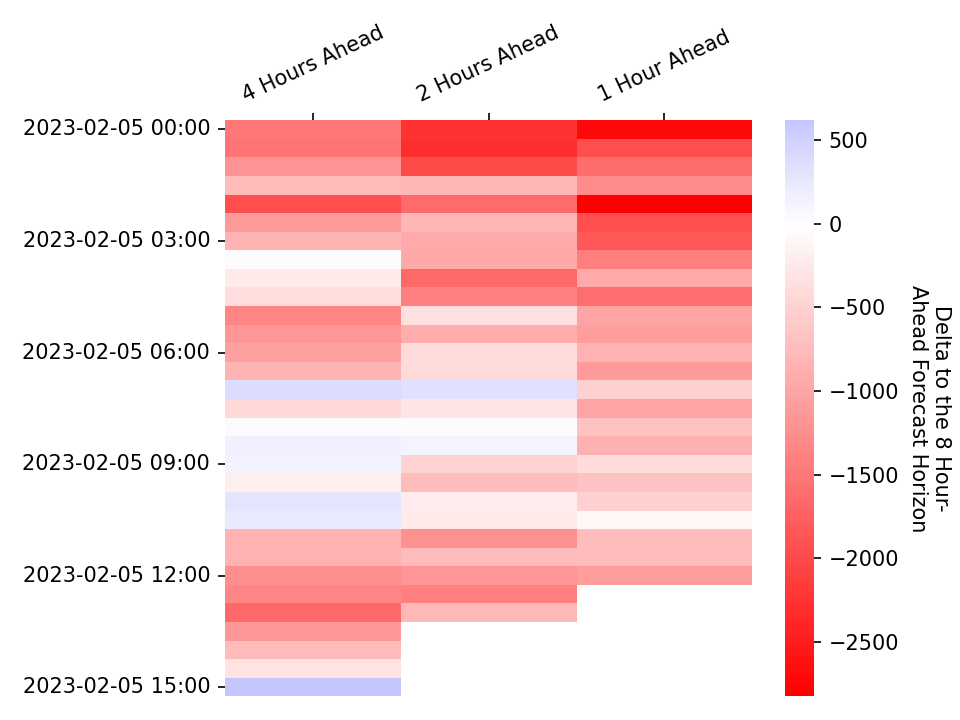 4 Hours Ahead
2 Hours Ahead
1 Hour Ahead
2023-02-05 00:00
2023-02-05 03:00
2023-02-05 06:00
2023-02-05 09:00
2023-02-05 12:00
2023-02-05 15:00
500
0
−500
−1000
−1500
−2000
−2500
Delta to the 8 Hour-
Ahead Forecast Horizon